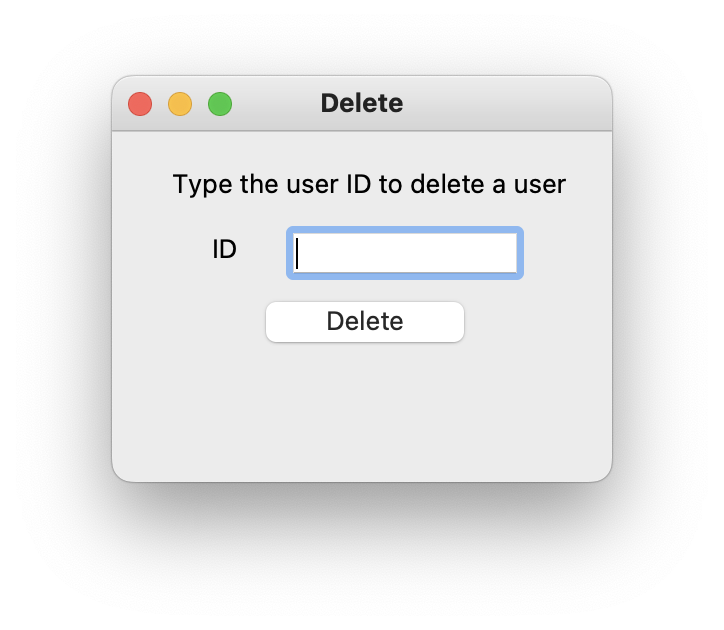 Delete
Type the user ID to delete a user
ID
Delete